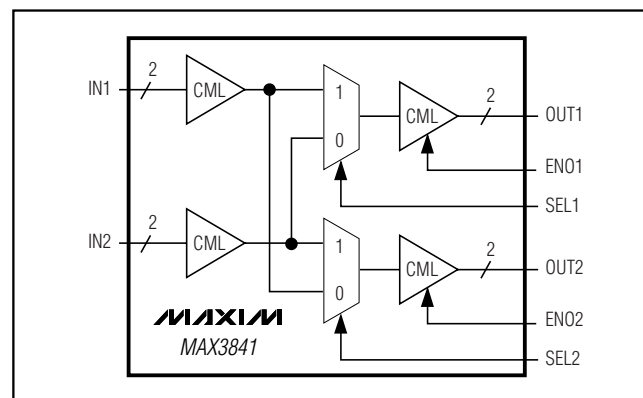 IN1
2
CML
1
0
CML
2
OUT1
ENO1
SEL1
IN2
2
CML
1
0
CML
2
OUT2
ENO2
SEL2
MAXIM
MAX3841